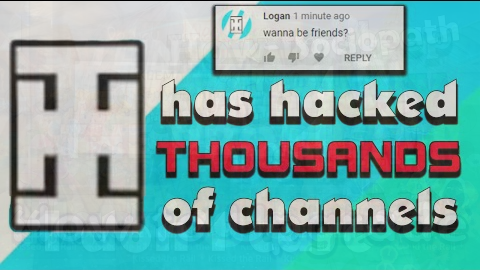 Logan 1 minute ago
wanna be friends?
REPLY
has hacked
THOUSANDS
of channels